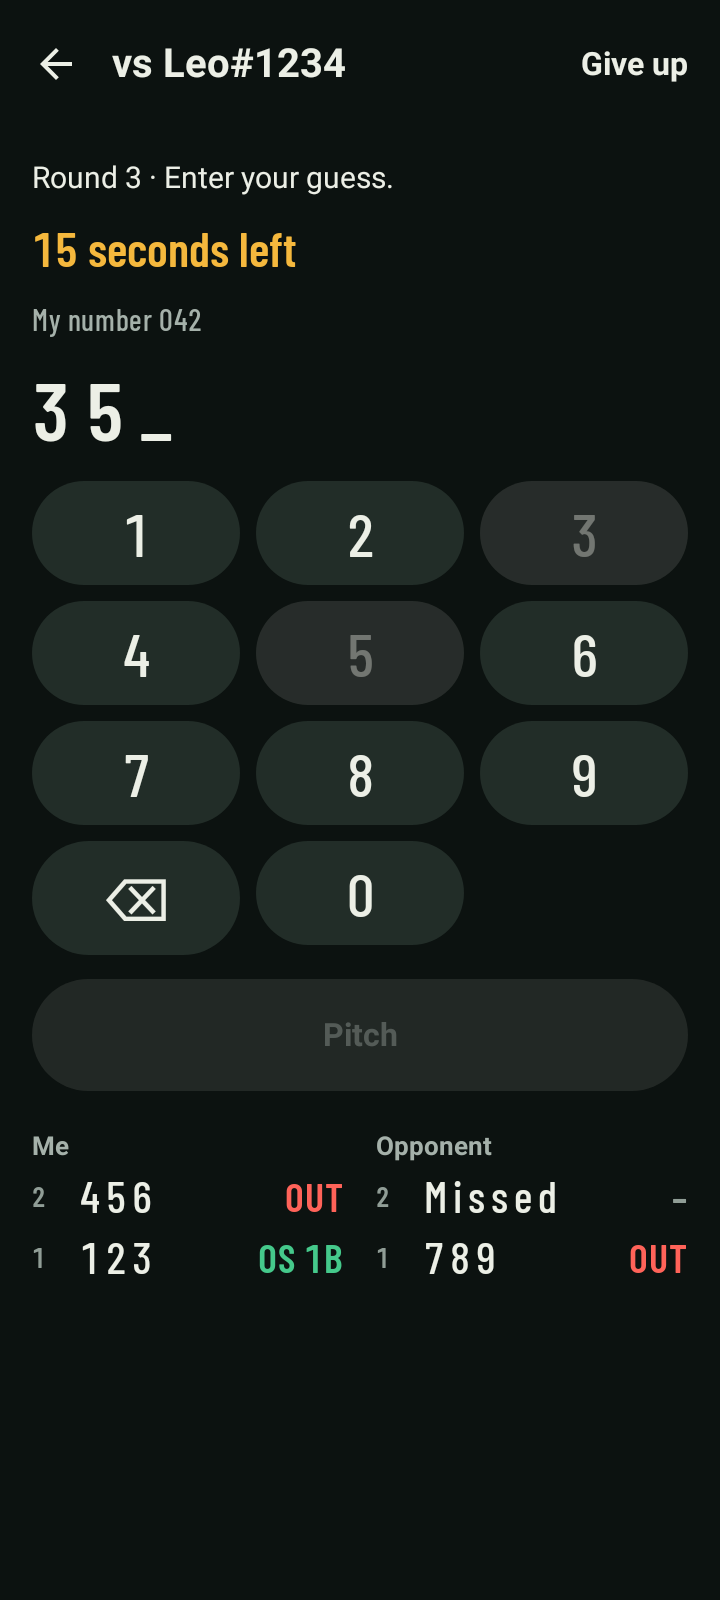 vs Leo#1234
Give up
Round 3 · Enter your guess.
15 seconds left
My number 042
3 5 _
1 2 3
4 5 6
7 8 9
0
Pitch
Me
2 456 OUT
1 123 0S 1B
Opponent
2 Missed -
1 789 OUT